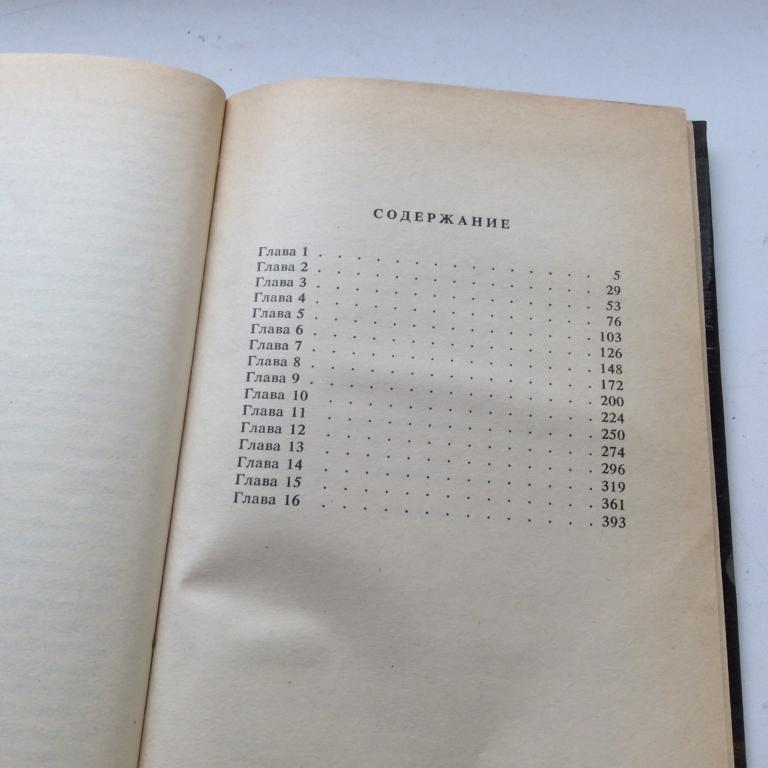 СОДЕРЖАНИЕ
Глава 1 . . . . . . . . . . . . . . . 5
Глава 2 . . . . . . . . . . . . . . . 29
Глава 3 . . . . . . . . . . . . . . . 53
Глава 4 . . . . . . . . . . . . . . . 76
Глава 5 . . . . . . . . . . . . . . . 103
Глава 6 . . . . . . . . . . . . . . . 126
Глава 7 . . . . . . . . . . . . . . . 148
Глава 8 . . . . . . . . . . . . . . . 172
Глава 9 . . . . . . . . . . . . . . . 200
Глава 10 . . . . . . . . . . . . . . 224
Глава 11 . . . . . . . . . . . . . . 250
Глава 12 . . . . . . . . . . . . . . 274
Глава 13 . . . . . . . . . . . . . . 296
Глава 14 . . . . . . . . . . . . . . 319
Глава 15 . . . . . . . . . . . . . . 361
Глава 16 . . . . . . . . . . . . . . 393